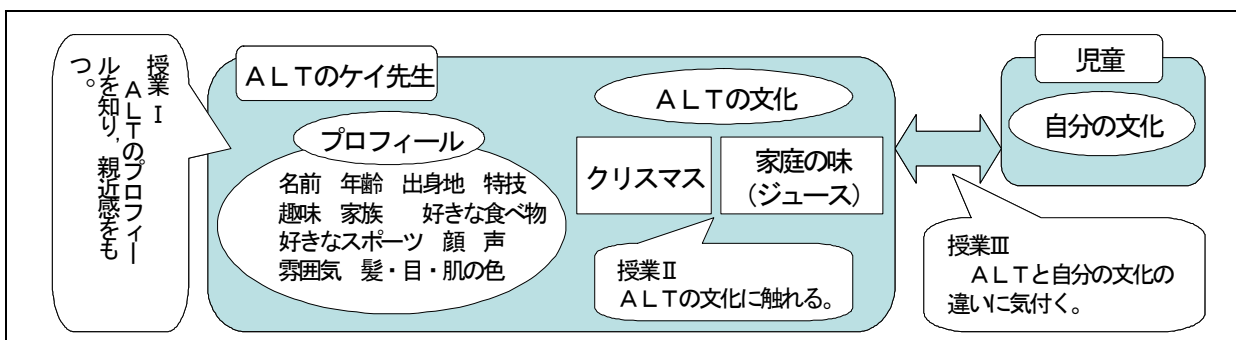 授業Ⅰ
ＡＬＴのプロフィー
ルを知り，親近感をも
つ。
ＡＬＴのケイ先生
プロフィール
名前　年齢　出身地　特技
趣味　家族　好きな食べ物
好きなスポーツ　顔　声
雰囲気　髪・目・肌の色
ＡＬＴの文化
クリスマス
家庭の味
（ジュース）
授業Ⅱ
ＡＬＴの文化に触れる。
児童
自分の文化
授業Ⅲ
ＡＬＴと自分の文化の
違いに気付く。